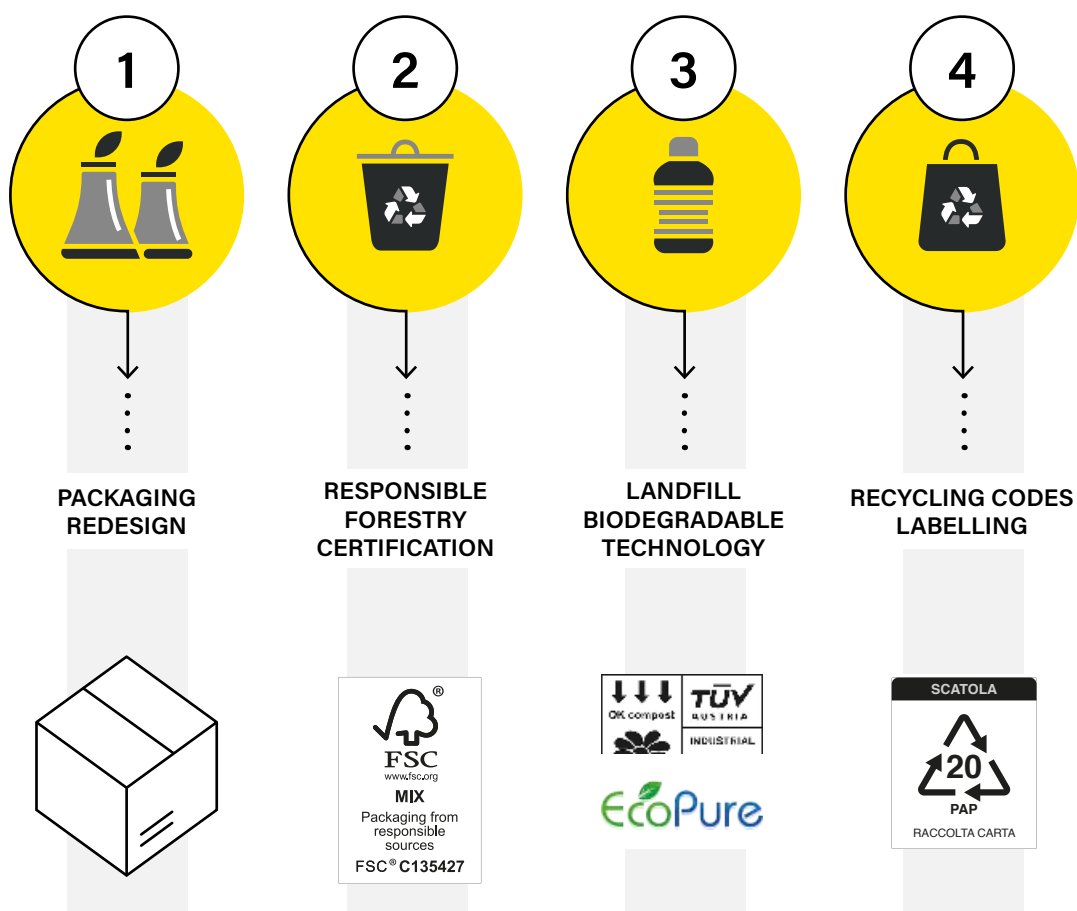 1
2
3
4
PACKAGING
REDESIGN
RESPONSIBLE
FORESTRY
CERTIFICATION
LANDFILL
BIODEGRADABLE
TECHNOLOGY
RECYCLING CODES
LABELLING
®
FSC
www.fsc.org
MIX
Packaging from
responsible
sources
FSC® C135427
OK compost
TÜV
AUSTRIA
INDUSTRIAL
EcoPure
SCATOLA
20
PAP
RACCOLTA CARTA